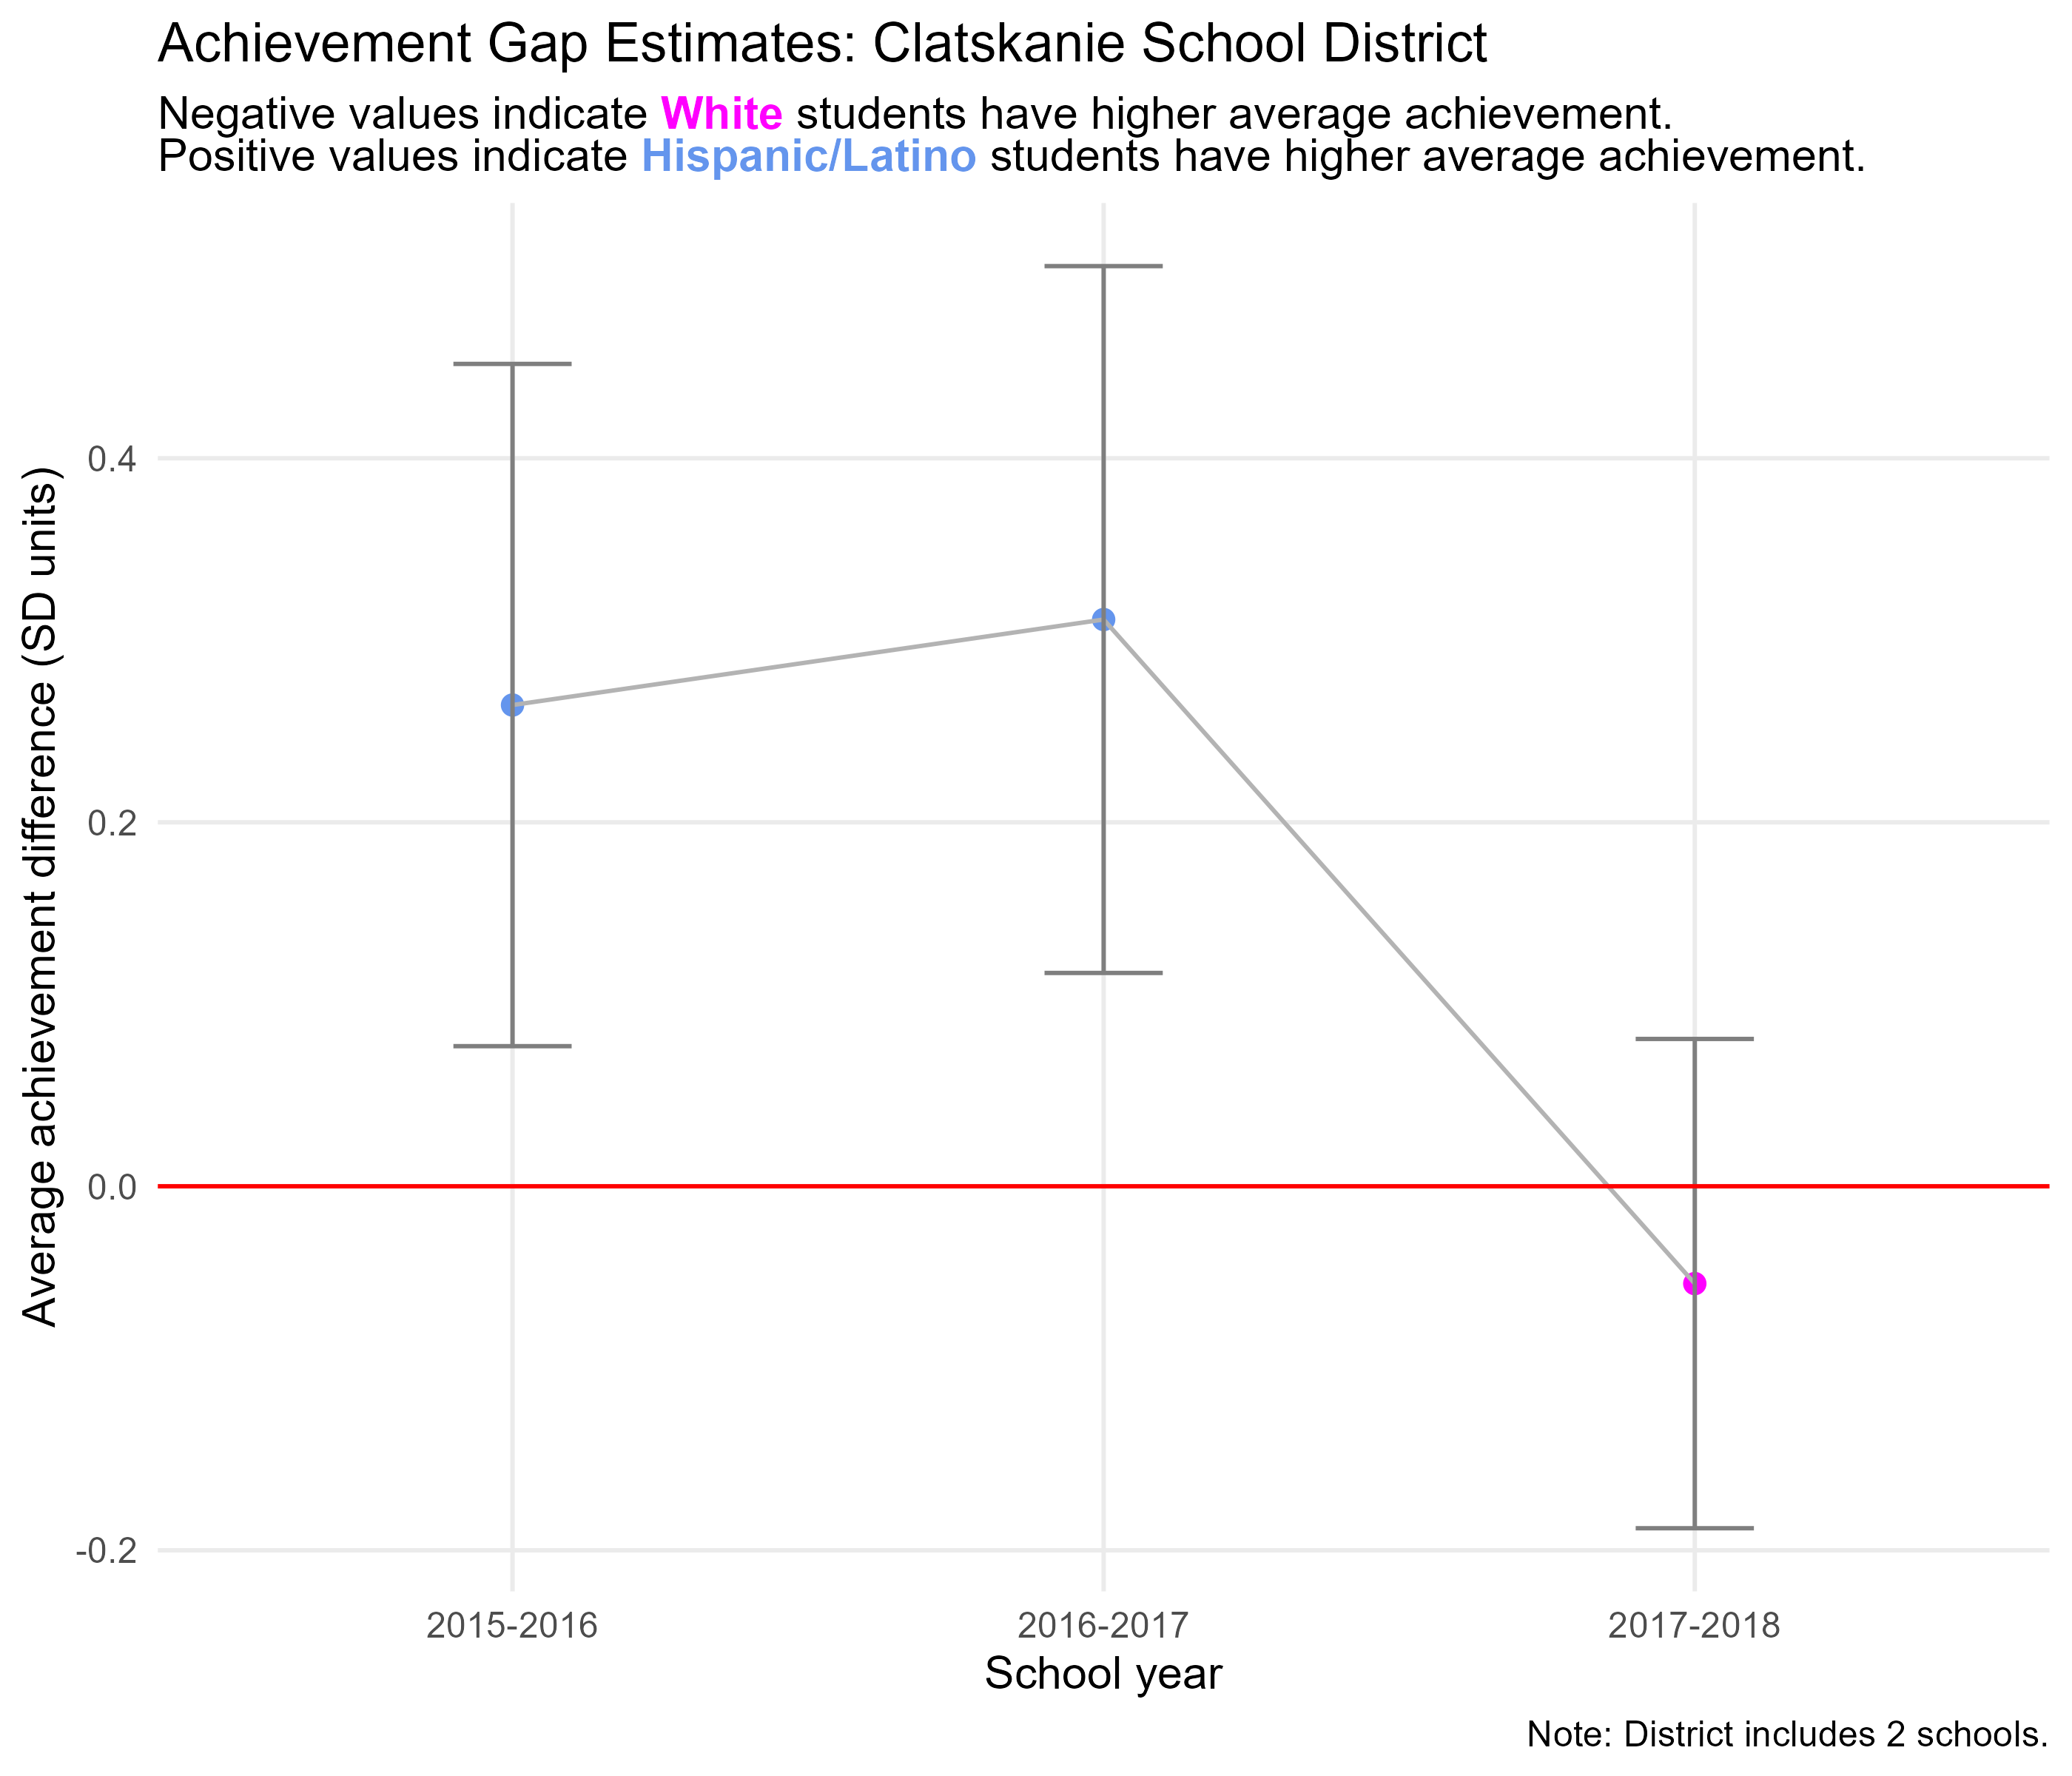 Achievement Gap Estimates: Clatskanie School District
Negative values indicate White students have higher average achievement.
Positive values indicate Hispanic/Latino students have higher average achievement.
Average achievement difference (SD units)
0.4
0.2
0.0
-0.2
2015-2016
2016-2017
2017-2018
School year
Note: District includes 2 schools.